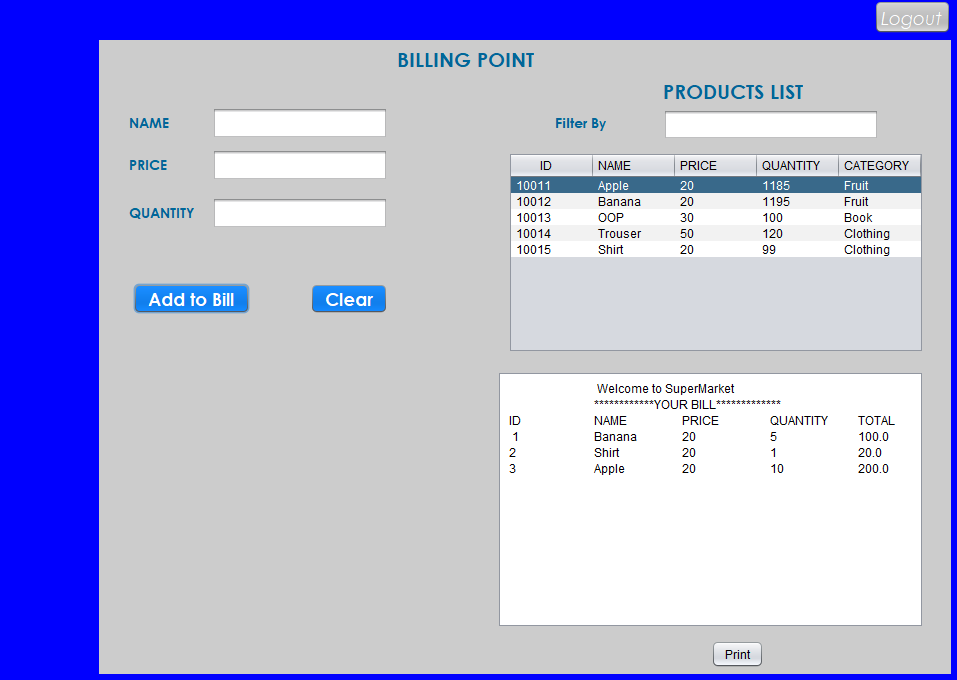 Logout
BILLING POINT
PRODUCTS LIST
NAME
Filter By
PRICE
QUANTITY
Add to Bill Clear
ID NAME PRICE QUANTITY CATEGORY
10011 Apple 20 1185 Fruit
10012 Banana 20 1195 Fruit
10013 OOP 30 100 Book
10014 Trouser 50 120 Clothing
10015 Shirt 20 99 Clothing
Welcome to SuperMarket
************YOUR BILL*************
ID NAME PRICE QUANTITY TOTAL
1 Banana 20 5 100.0
2 Shirt 20 1 20.0
3 Apple 20 10 200.0
Print